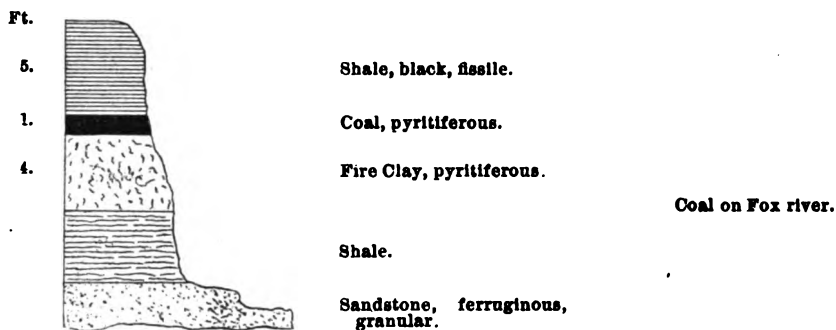 Ft.
5. Shale, black, fissile.
1. Coal, pyritiferous.
4. Fire Clay, pyritiferous.
Coal on Fox river.
Shale.
Sandstone, ferruginous,
granular.